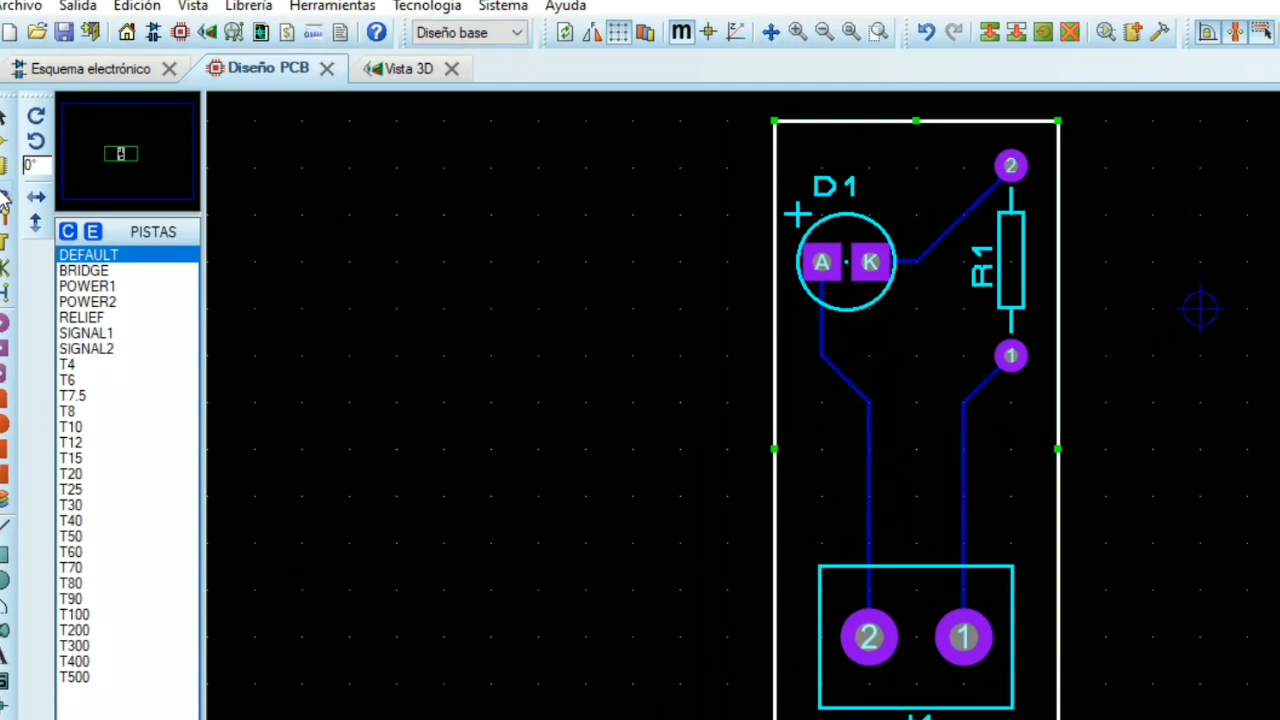 Archivo Salida Edición Vista Librería Herramientas Tecnología Sistema Ayuda
Diseño base
m
Esquema electrónico Diseño PCB Vista 3D
0°
C E PISTAS
DEFAULT
BRIDGE
POWER1
POWER2
RELIEF
SIGNAL1
SIGNAL2
T4
T6
T7.5
T8
T10
T12
T15
T20
T25
T30
T40
T50
T60
T70
T80
T90
T100
T200
T300
T400
T500
D1
+
A K
2
R1
1
2 1